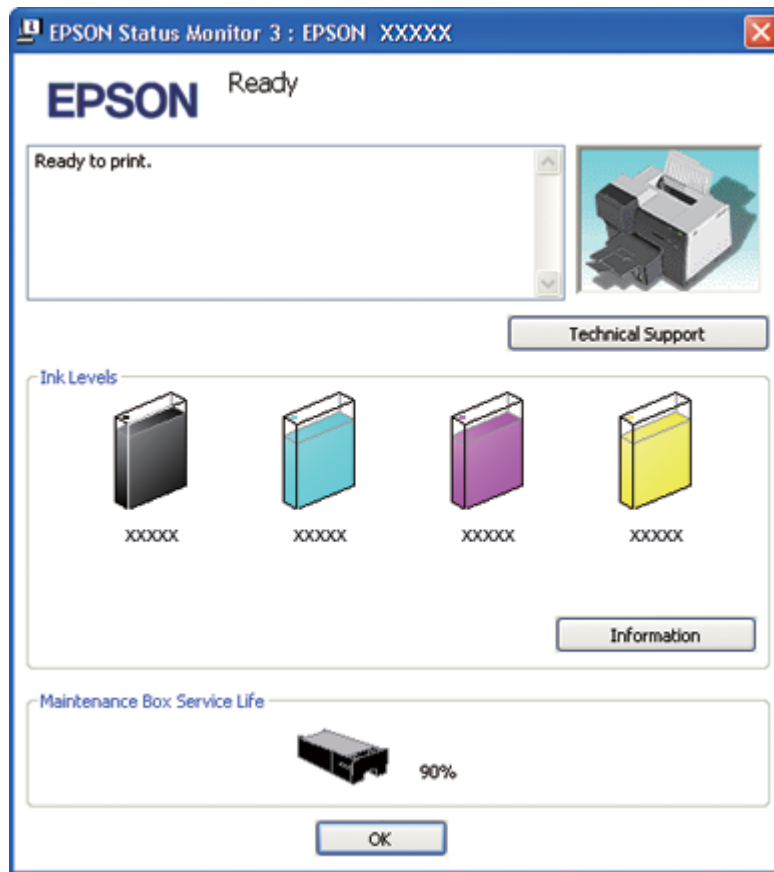 EPSON Status Monitor 3 : EPSON XXXXX
EPSON
Ready
Ready to print.
Technical Support
Ink Levels
XXXXX XXXXX XXXXX XXXXX
Information
Maintenance Box Service Life
90%
OK